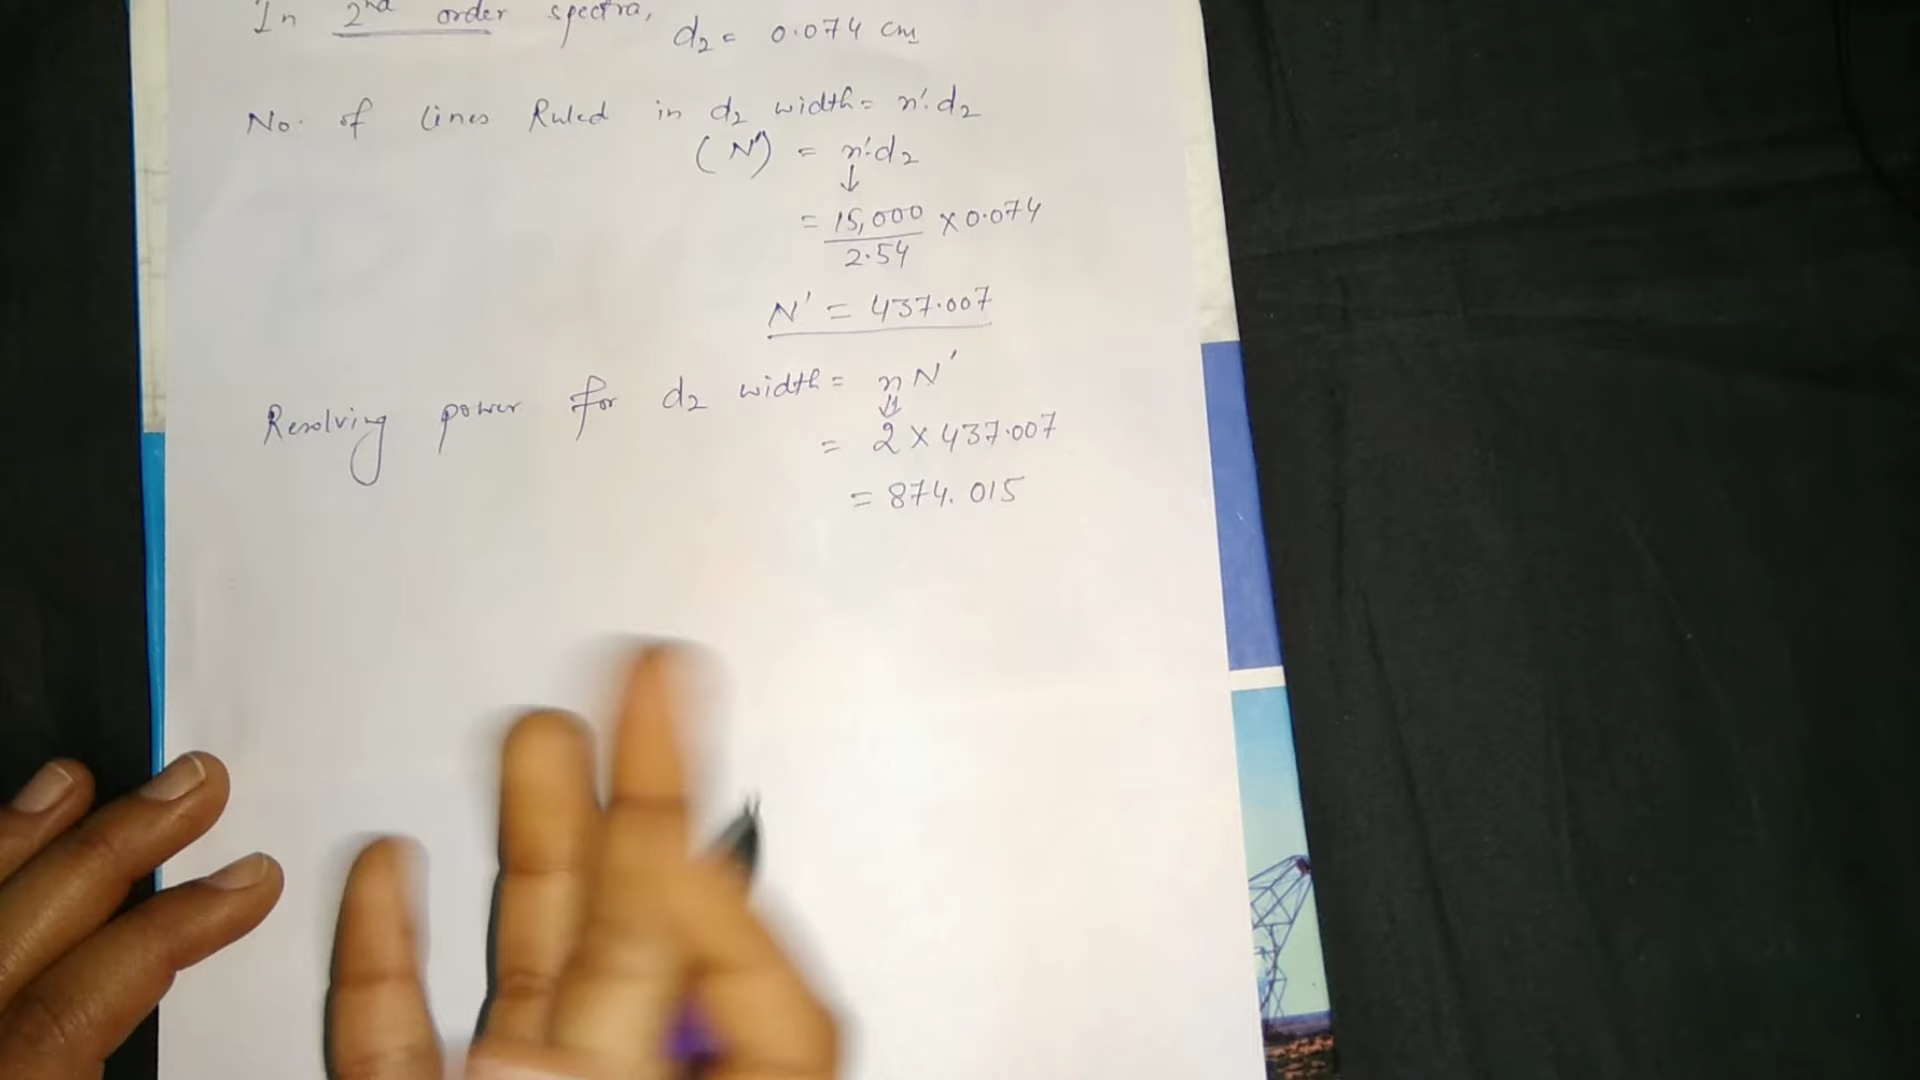 In 2nd order spectra, d2 = 0.074 cm
No. of lines Ruled in d2 width = n'. d2
(N') = n'. d2
↓
= 15,000 / 2.54 × 0.074
N' = 437.007
Resolving power for d2 width = n N'
↓
= 2 × 437.007
= 874.015